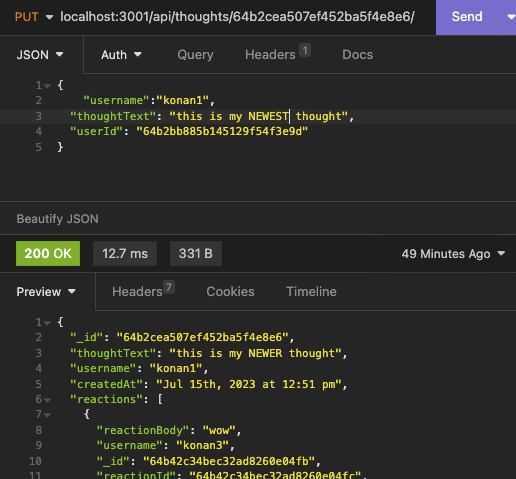 PUT localhost:3001/api/thoughts/64b2cea507ef452ba5f4e8e6/ Send
JSON Auth Query Headers 1 Docs
1 {
2 "username":"konan1",
3 "thoughtText": "this is my NEWEST thought",
4 "userId": "64b2bb885b145129f54f3e9d"
5 }
Beautify JSON
200 OK 12.7 ms 331 B 49 Minutes Ago
Preview Headers 7 Cookies Timeline
1 {
2 "_id": "64b2cea507ef452ba5f4e8e6",
3 "thoughtText": "this is my NEWER thought",
4 "username": "konan1",
5 "createdAt": "Jul 15th, 2023 at 12:51 pm",
6 "reactions": [
7 {
8 "reactionBody": "wow",
9 "username": "konan3",
10 "_id": "64b42c34bec32ad8260e04fb",
11 "reactionId": "64b42c34bec32ad8260e04fc",